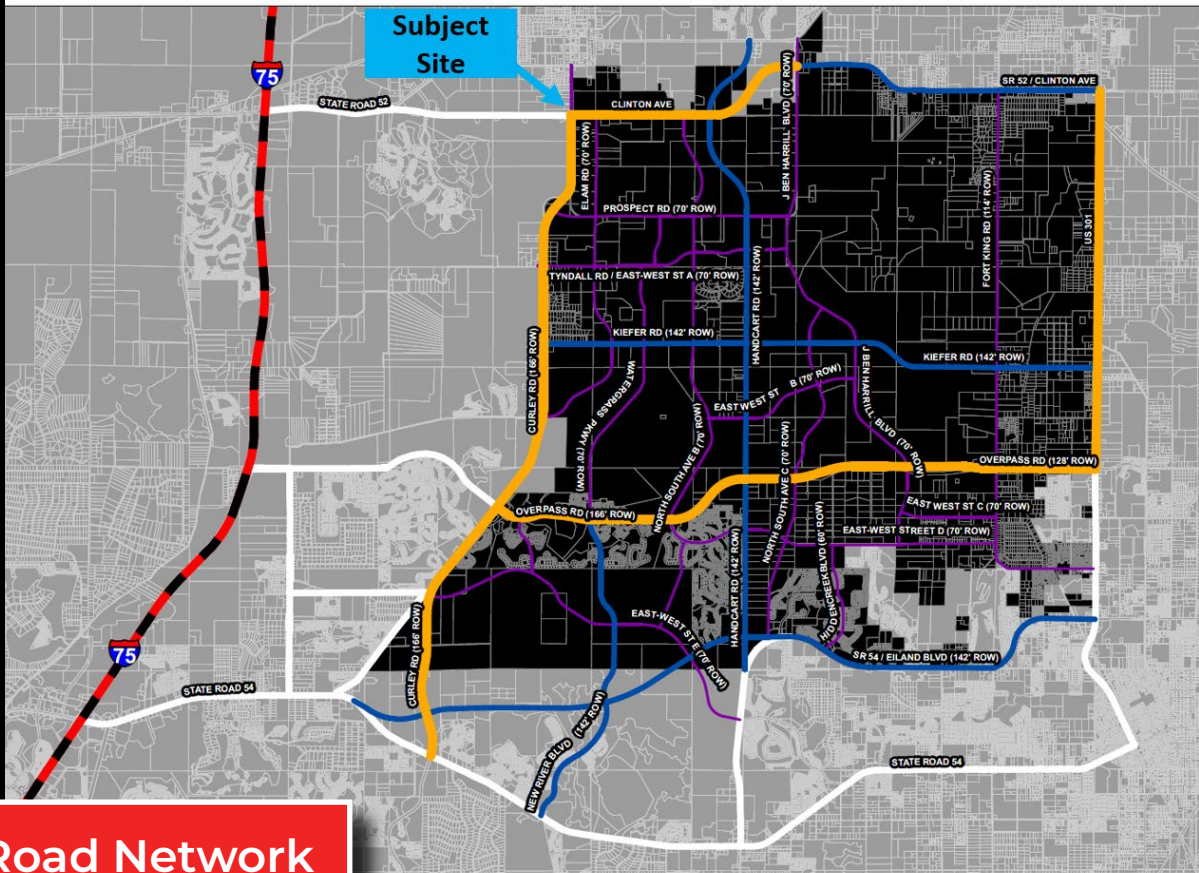 Subject
Site
75
STATE ROAD 52
CLINTON AVE
SR 52 / CLINTON AVE
ELAM RD (70' ROW)
J BEN HARRILL BLVD (70' ROW)
PROSPECT RD (70' ROW)
FORT KING RD (114' ROW)
US 301
TYNDALL RD / EAST-WEST ST A (70' ROW)
HANDCART RD (142' ROW)
KIEFER RD (142' ROW)
KIEFER RD (142' ROW)
CURLEY RD (166' ROW)
WATERGRASS PKWY (70' ROW)
EAST WEST ST B (70' ROW)
J BEN HARRILL BLVD (70' ROW)
NORTH SOUTH AVE B (70' ROW)
NORTH SOUTH AVE C (70' ROW)
OVERPASS RD (128' ROW)
OVERPASS RD (166' ROW)
EAST WEST ST C (70' ROW)
EAST-WEST STREET D (70' ROW)
HANDCART RD (142' ROW)
HIDDENCREEK BLVD (60' ROW)
EAST-WEST ST E (70' ROW)
CURLEY RD (166' ROW)
75
SR 54 / EILAND BLVD (142' ROW)
STATE ROAD 54
NEW RIVER BLVD (142' ROW)
STATE ROAD 54
Road Network